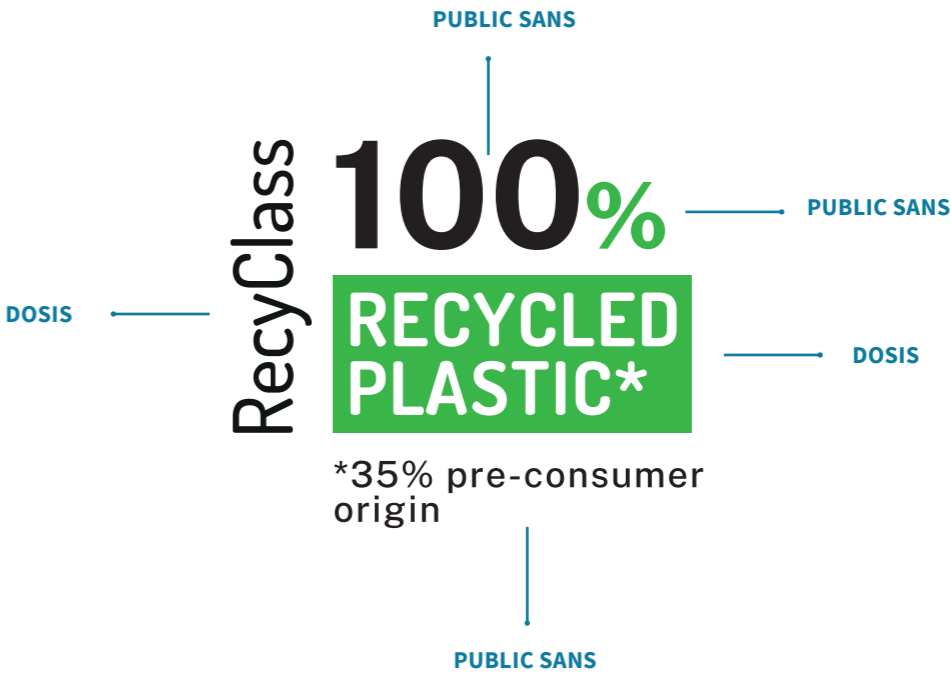 PUBLIC SANS
RecyClass
100%
PUBLIC SANS
DOSIS
RECYCLED
PLASTIC*
DOSIS
*35% pre-consumer
origin
PUBLIC SANS